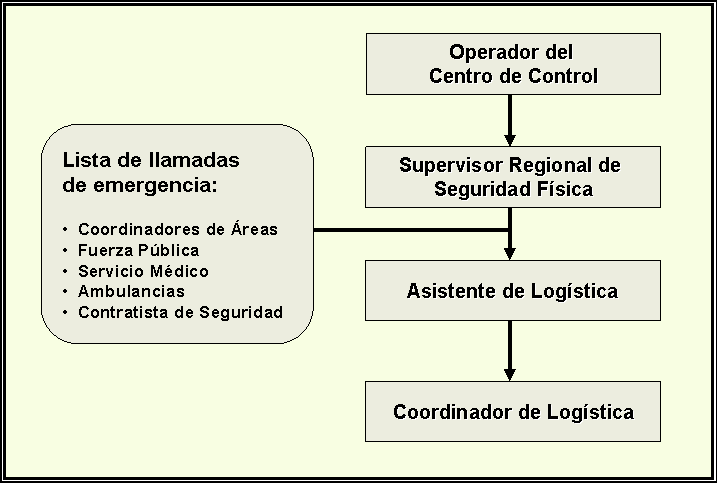 Operador del
Centro de Control
Supervisor Regional de
Seguridad Física
Lista de llamadas
de emergencia:
• Coordinadores de Áreas
• Fuerza Pública
• Servicio Médico
• Ambulancias
• Contratista de Seguridad
Asistente de Logística
Coordinador de Logística